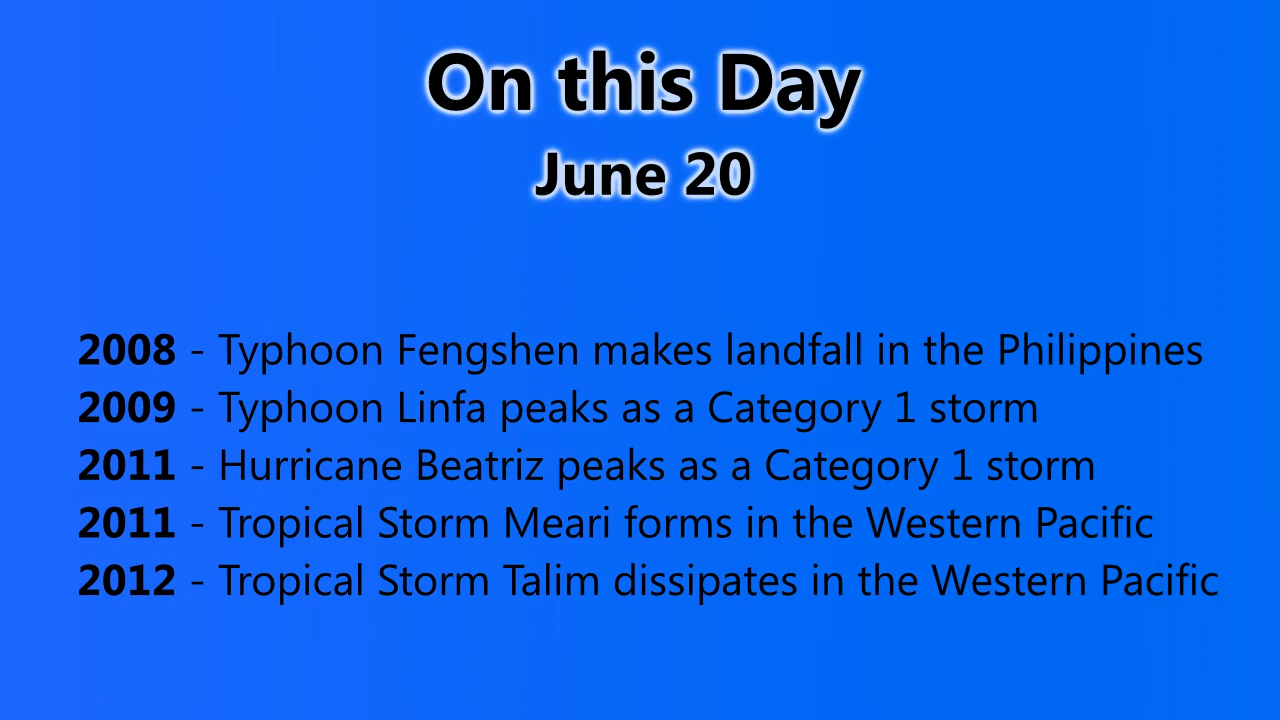 On this Day
June 20
2008 - Typhoon Fengshen makes landfall in the Philippines
2009 - Typhoon Linfa peaks as a Category 1 storm
2011 - Hurricane Beatriz peaks as a Category 1 storm
2011 - Tropical Storm Meari forms in the Western Pacific
2012 - Tropical Storm Talim dissipates in the Western Pacific